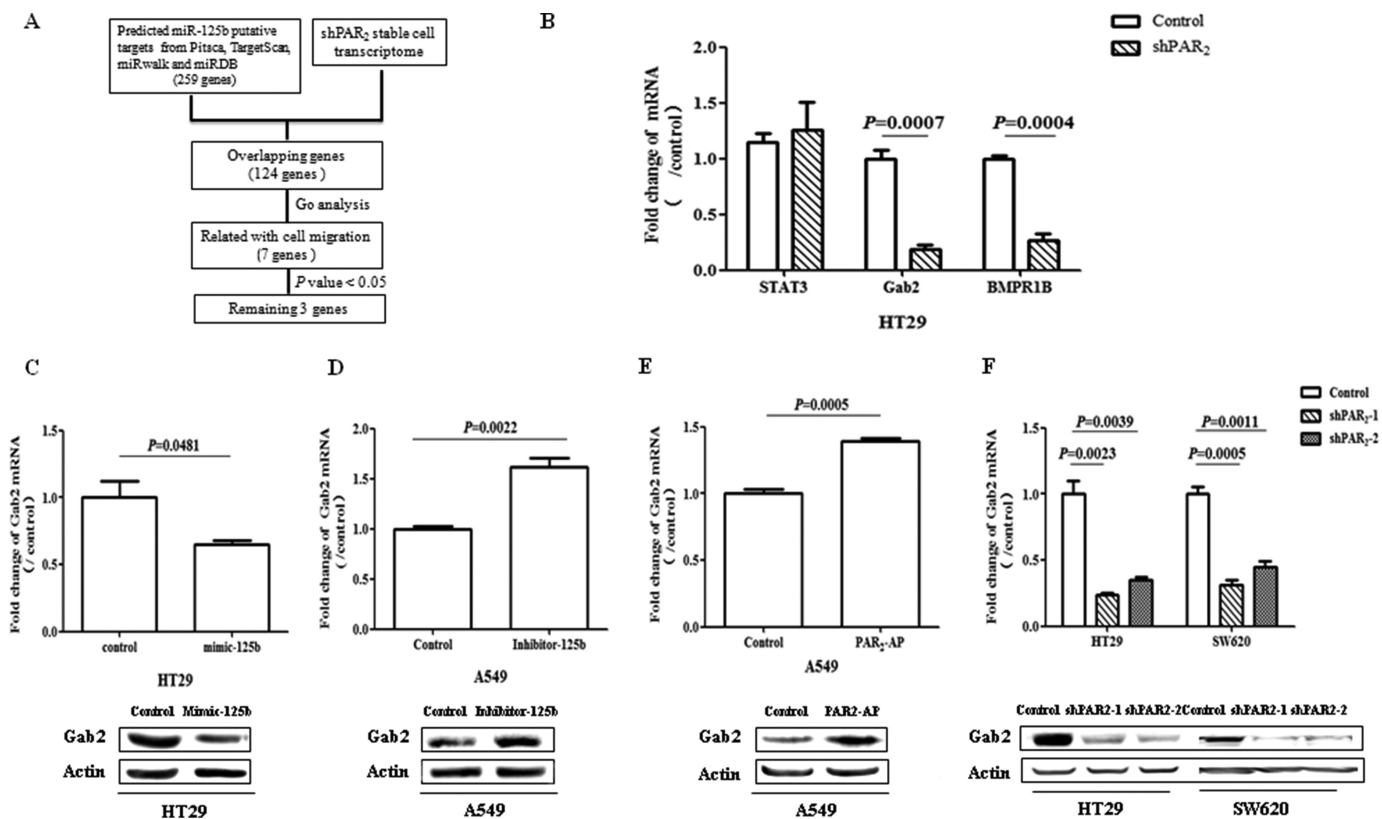 A
Predicted miR-125b putative
targets from Pitsca, TargetScan,
miRwalk and miRDB
(259 genes)
shPAR2 stable cell
transcriptome
Overlapping genes
(124 genes )
Go analysis
Related with cell migration
(7 genes )
P value < 0.05
Remaining 3 genes
B
Control
shPAR2
Fold change of mRNA
( /control)
2.0
1.5
1.0
0.5
0.0
P=0.0007
P=0.0004
STAT3
Gab2
BMPR1B
HT29
C
Fold change of Gab2 mRNA
( /control)
1.5
1.0
0.5
0.0
P=0.0481
control
mimic-125b
HT29
Control Mimic-125b
Gab2
Actin
HT29
D
Fold change of Gab2 mRNA
( /control)
2.0
1.5
1.0
0.5
0.0
P=0.0022
Control
Inhibitor-125b
A549
Control Inhibitor-125b
Gab2
Actin
A549
E
Fold change of Gab2 mRNA
( /control)
1.5
1.0
0.5
0.0
P=0.0005
Control
PAR2-AP
A549
Control PAR2-AP
Gab2
Actin
A549
F
Control
shPAR2-1
shPAR2-2
Fold change of Gab2 mRNA
( /control)
1.5
1.0
0.5
0.0
P=0.0039
P=0.0023
P=0.0011
P=0.0005
HT29
SW620
Control shPAR2-1 shPAR2-2 Control shPAR2-1 shPAR2-2
Gab2
Actin
HT29
SW620